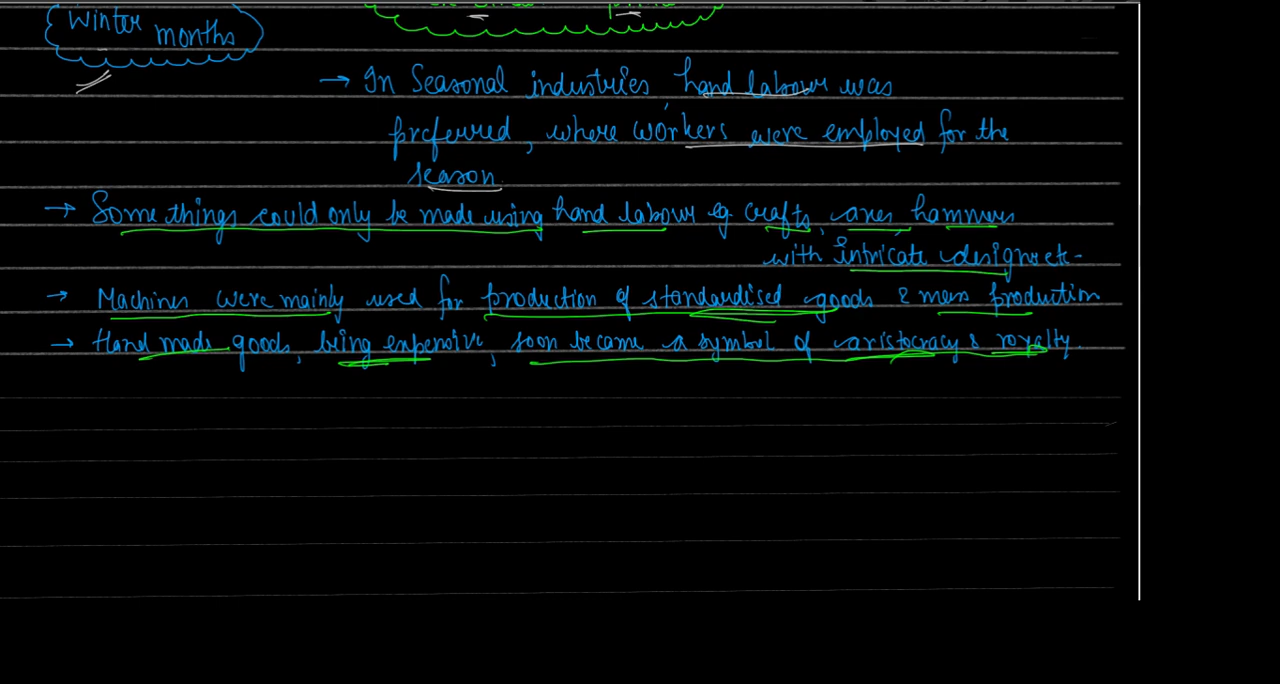 Winter months
→ In Seasonal industries, hand labour was
preferred, where workers were employed for the
season.
→ Some things could only be made using hand labour eg crafts, axes, hammers
with intricate design etc.
→ Machines were mainly used for production of standardised goods & mass production
→ Hand made goods, being expensive, soon became a symbol of aristocracy & royalty.